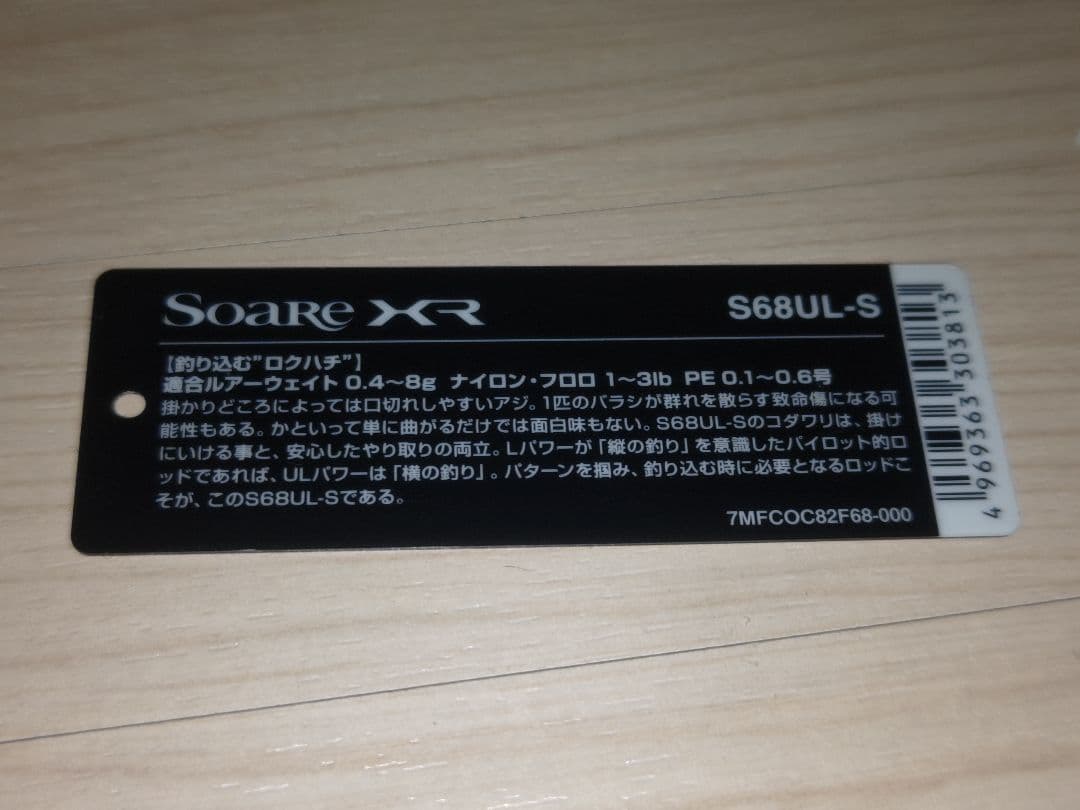 SOARE XR
S68UL-S
【釣り込む"ロクハチ"】
適合ルアーウェイト 0.4～8g ナイロン・フロロ 1～3lb PE 0.1～0.6号
掛かりどころによっては口切れしやすいアジ。1匹のバラシが群れを散らす致命傷になる可
能性もある。かといって単に曲がるだけでは面白味もない。S68UL-Sのコダワリは、掛け
にいける事と、安心したやり取りの両立。Lパワーが「縦の釣り」を意識したパイロット的ロ
ッドであれば、ULパワーは「横の釣り」。パターンを掴み、釣り込む時に必要となるロッドこ
そが、このS68UL-Sである。
7MFCOC82F68-000
4 969363 303813